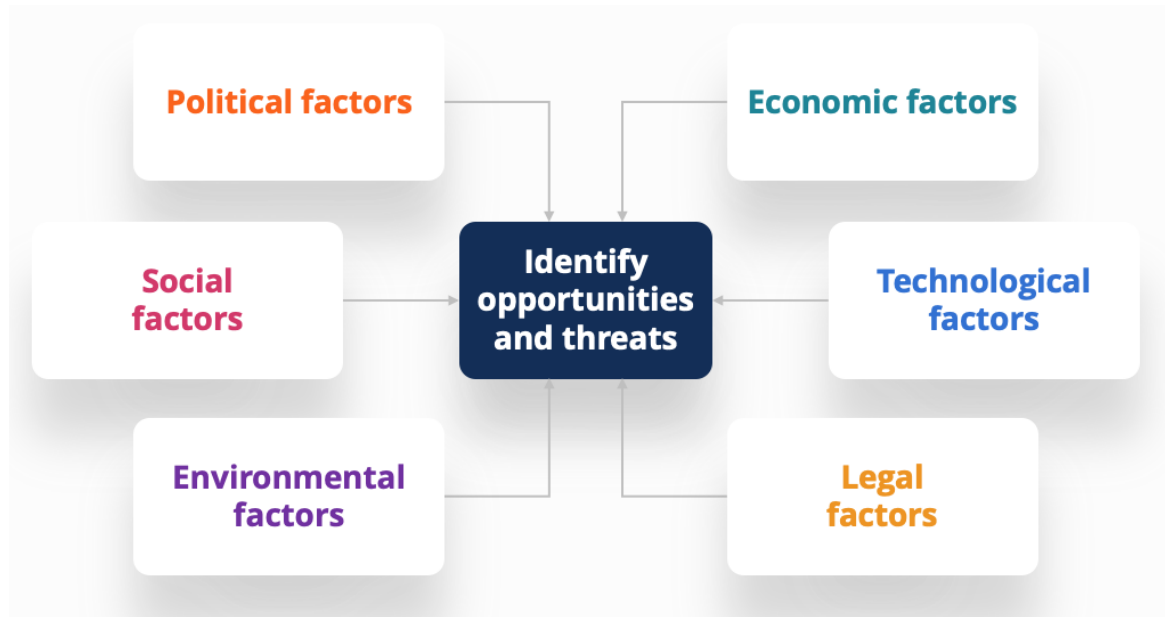 Political factors
Economic factors
Social
factors
Identify
opportunities
and threats
Technological
factors
Environmental
factors
Legal
factors